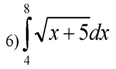 6) ∫₄⁸ √(x+5) dx